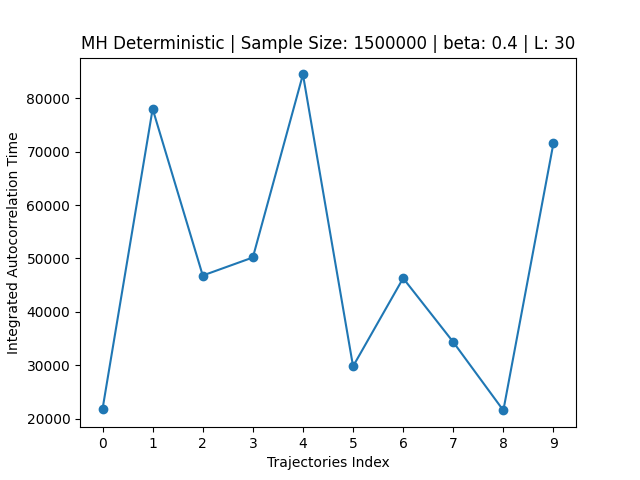 MH Deterministic | Sample Size: 1500000 | beta: 0.4 | L: 30
Integrated Autocorrelation Time
80000
70000
60000
50000
40000
30000
20000
0 1 2 3 4 5 6 7 8 9
Trajectories Index